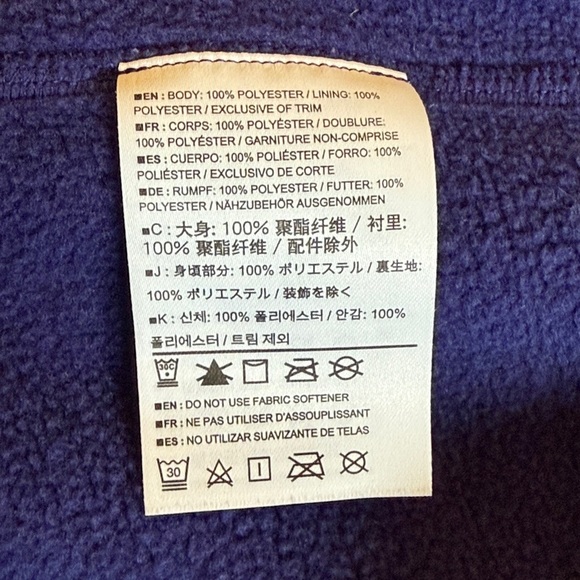 ■EN : BODY: 100% POLYESTER / LINING: 100%
POLYESTER / EXCLUSIVE OF TRIM
■FR : CORPS: 100% POLYÉSTER / DOUBLURE:
100% POLYÉSTER / GARNITURE NON-COMPRISE
■ES : CUERPO: 100% POLIÉSTER / FORRO: 100%
POLIÉSTER / EXCLUSIVO DE CORTE
■DE : RUMPF: 100% POLYESTER / FUTTER: 100%
POLYESTER / NÄHZUBEHÖR AUSGENOMMEN
■C : 大身: 100% 聚酯纤维 / 衬里:
100% 聚酯纤维 / 配件除外
■J : 身頃部分: 100% ポリエステル / 裏生地:
100% ポリエステル / 装飾を除く
■K : 신체: 100% 폴리에스터 / 안감: 100%
폴리에스터 / 트림 제외
30C
■EN : DO NOT USE FABRIC SOFTENER
■FR : NE PAS UTILISER D'ASSOUPLISSANT
■ES : NO UTILIZAR SUAVIZANTE DE TELAS
30